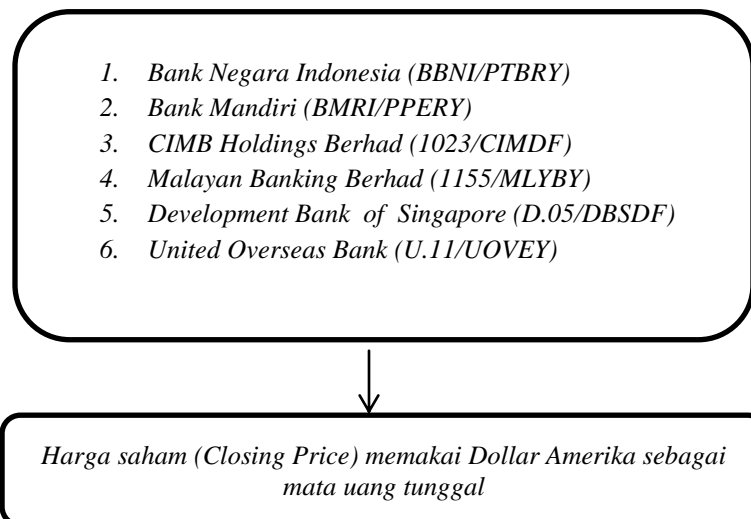 1. Bank Negara Indonesia (BBNI/PTBRY)
2. Bank Mandiri (BMRI/PPERY)
3. CIMB Holdings Berhad (1023/CIMDF)
4. Malayan Banking Berhad (1155/MLYBY)
5. Development Bank of Singapore (D.05/DBSDF)
6. United Overseas Bank (U.11/UOVEY)
Harga saham (Closing Price) memakai Dollar Amerika sebagai
mata uang tunggal